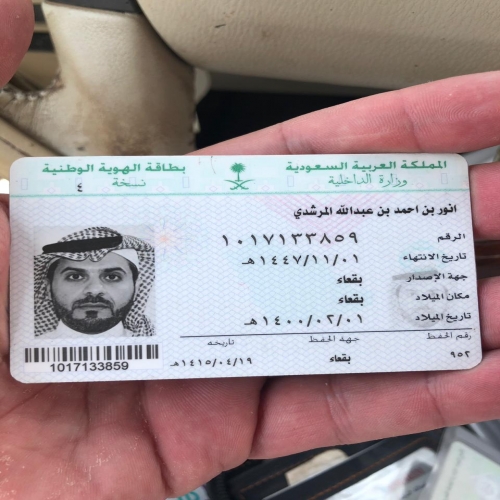 المملكة العربية السعودية
وزارة الداخلية
بطاقة الهوية الوطنية
نسخة ٤
انور بن احمد بن عبدالله المرشدي
الرقم ١٠١٧١٣٣٨٥٩
تاريخ الانتهاء ١٤٤٧/١١/٠١هـ
جهة الإصدار بقعاء
مكان الميلاد بقعاء
تاريخ الميلاد ١٤٠٠/٠٢/٠١هـ
رقم الحفظ جهة الحفظ تاريخه
٩٥٢ بقعاء ١٤١٥/٠٤/١٩هـ
1017133859